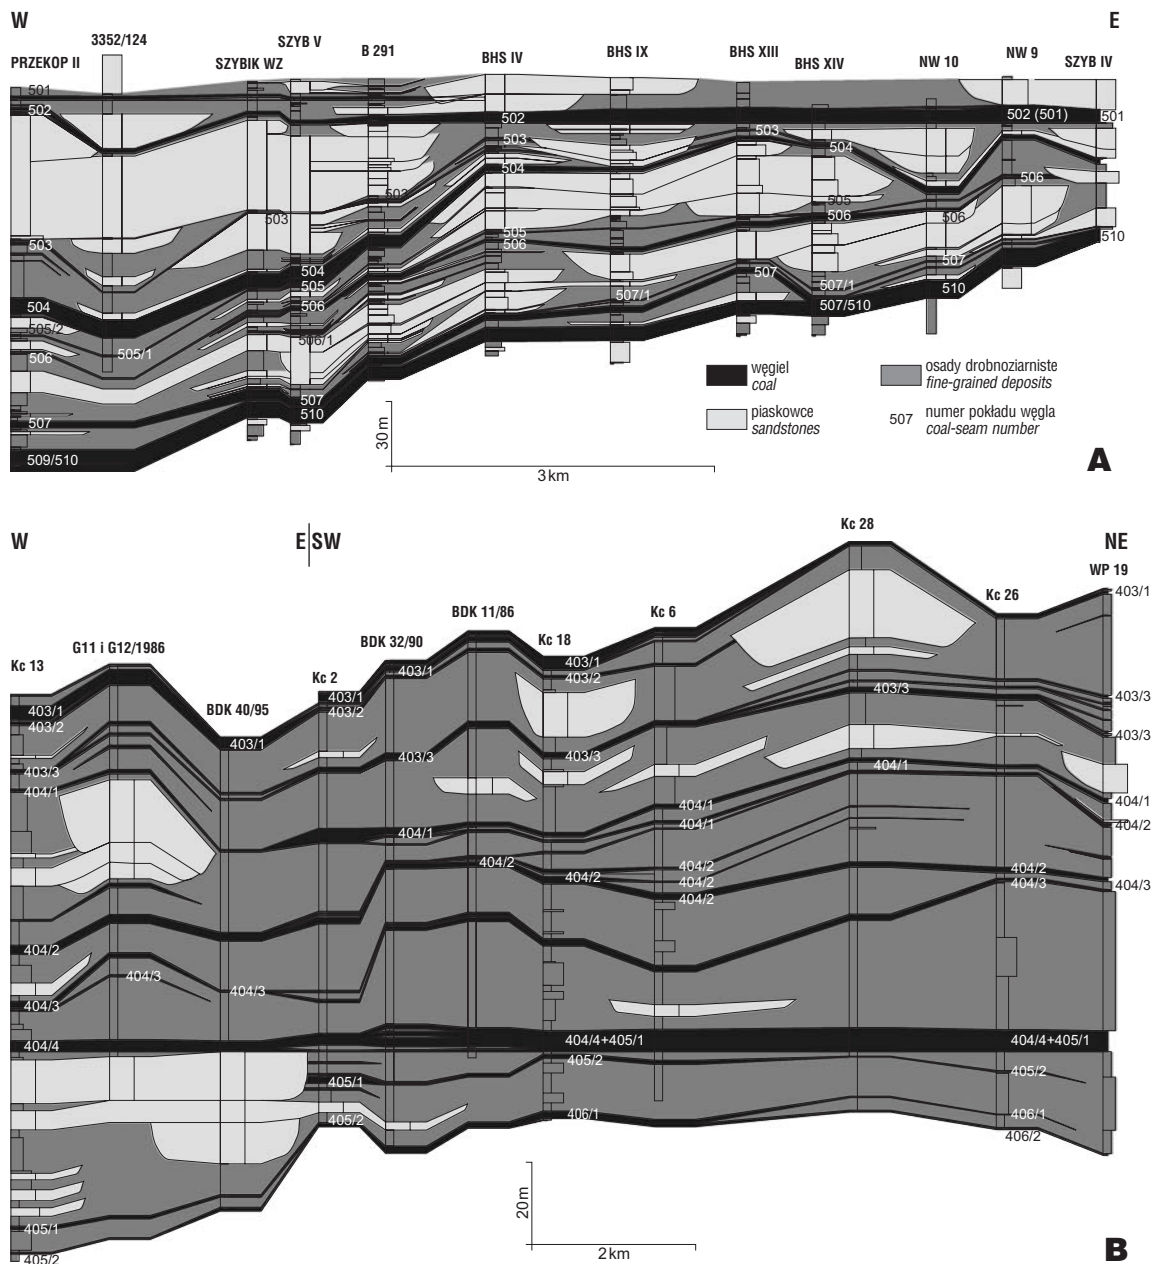 W
E
PRZEKOP II
3352/124
SZYBIK WZ
SZYB V
B 291
BHS IV
BHS IX
BHS XIII
BHS XIV
NW 10
NW 9
SZYB IV
501
502
502
502 (501)
501
503
503
504
503
504
503
503
506
505
506
505
506
510
503
504
505
506
507
507/1
507/1
507/510
507
510
504
505/2
506
505/1
506/1
507
510
507
509/510
węgiel
coal
osady drobnoziarniste
fine-grained deposits
piaskowce
sandstones
507
numer pokładu węgla
coal-seam number
30 m
3 km
A
W
E
SW
NE
Kc 13
G11 i G12/1986
BDK 40/95
Kc 2
BDK 32/90
BDK 11/86
Kc 18
Kc 6
Kc 28
Kc 26
WP 19
403/1
403/1
403/1
403/1
403/2
403/1
403/1
403/2
403/2
403/3
403/3
403/3
403/3
403/3
403/3
404/1
404/1
404/1
404/1
404/1
404/1
404/2
404/2
404/2
404/2
404/2
404/2
404/2
404/3
404/3
404/2
404/3
404/3
404/3
404/4
404/4+405/1
404/4+405/1
405/1
405/2
405/2
405/2
406/1
406/1
406/2
405/1
405/2
20 m
2 km
B